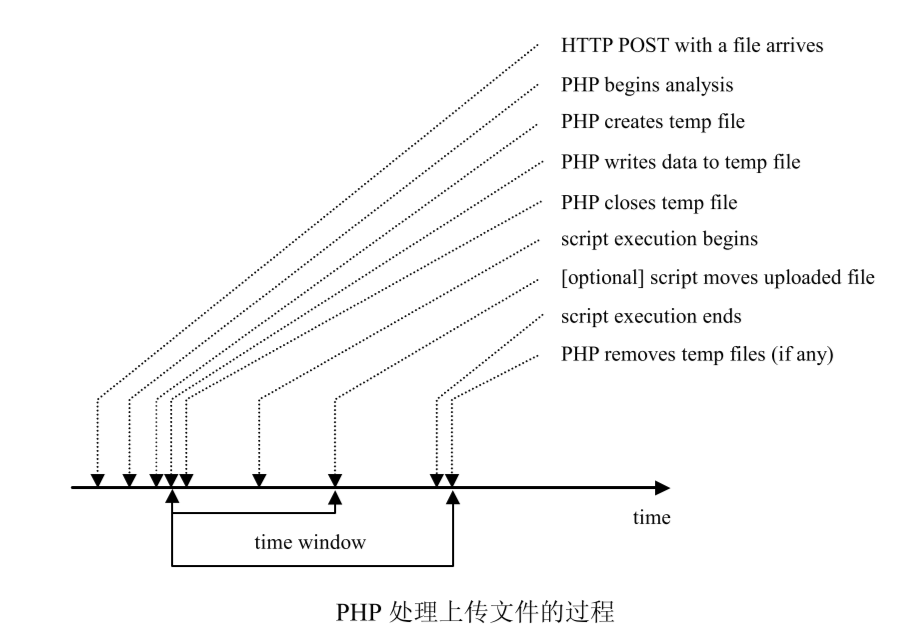 HTTP POST with a file arrives
PHP begins analysis
PHP creates temp file
PHP writes data to temp file
PHP closes temp file
script execution begins
[optional] script moves uploaded file
script execution ends
PHP removes temp files (if any)
time
time window
PHP 处理上传文件的过程